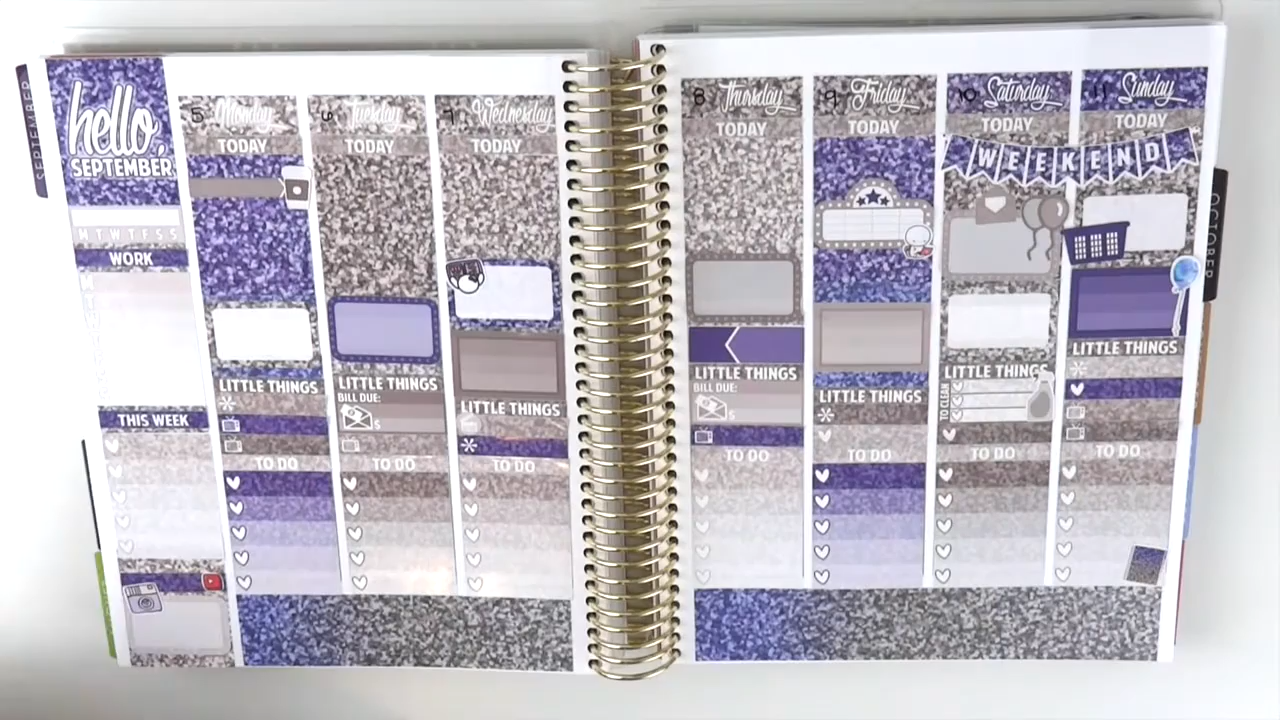 hello,
SEPTEMBER
SEPTEMBER
M T W T F S S
WORK
THIS WEEK
5 Monday
TODAY
LITTLE THINGS
TO DO
6 Tuesday
TODAY
LITTLE THINGS
BILL DUE:
$
TO DO
7 Wednesday
TODAY
LITTLE THINGS
TO DO
8 Thursday
TODAY
LITTLE THINGS
BILL DUE:
$
TO DO
9 Friday
TODAY
LITTLE THINGS
TO DO
10 Saturday
TODAY
WEEKEND
LITTLE THINGS
TO CLEAN
TO DO
11 Sunday
TODAY
LITTLE THINGS
TO DO
OCTOBER